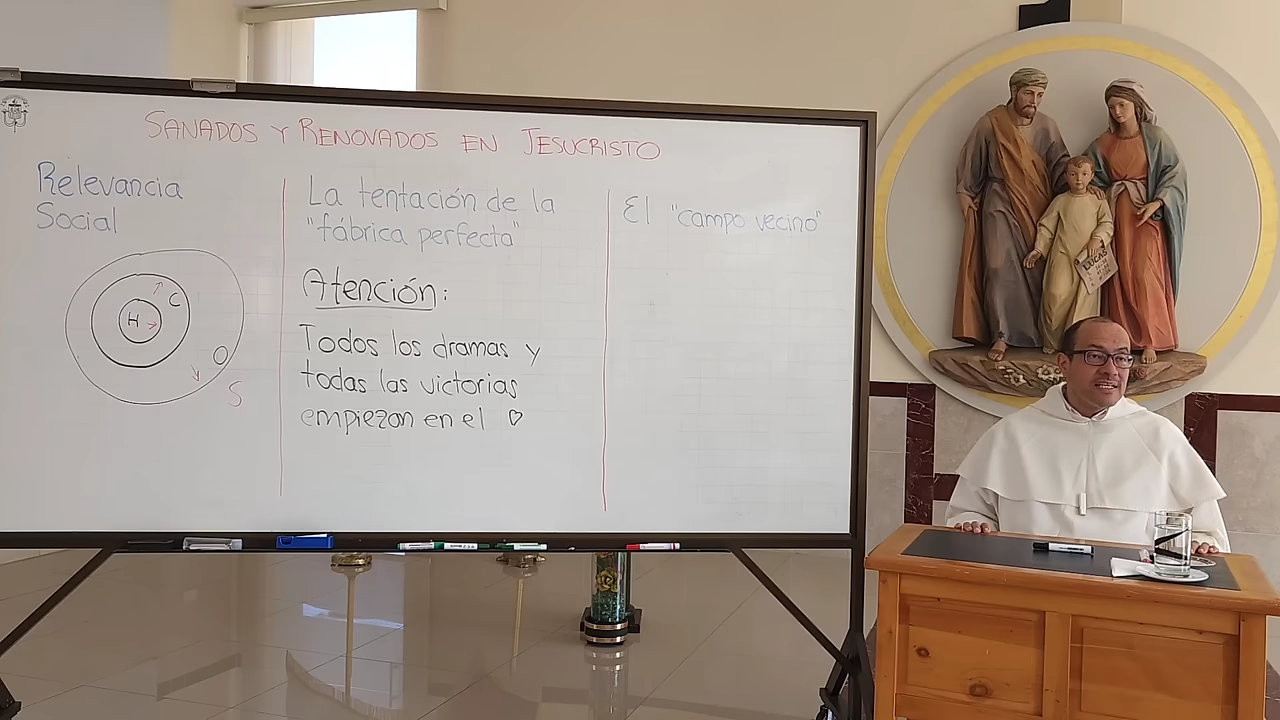 SANADOS Y RENOVADOS EN JESUCRISTO
Relevancia
Social
H
C
O
S
La tentación de la
"fábrica perfecta"
Atención:
Todos los dramas y
todas las victorias
empiezan en el ♡
El "campo vecino"
LUCAS